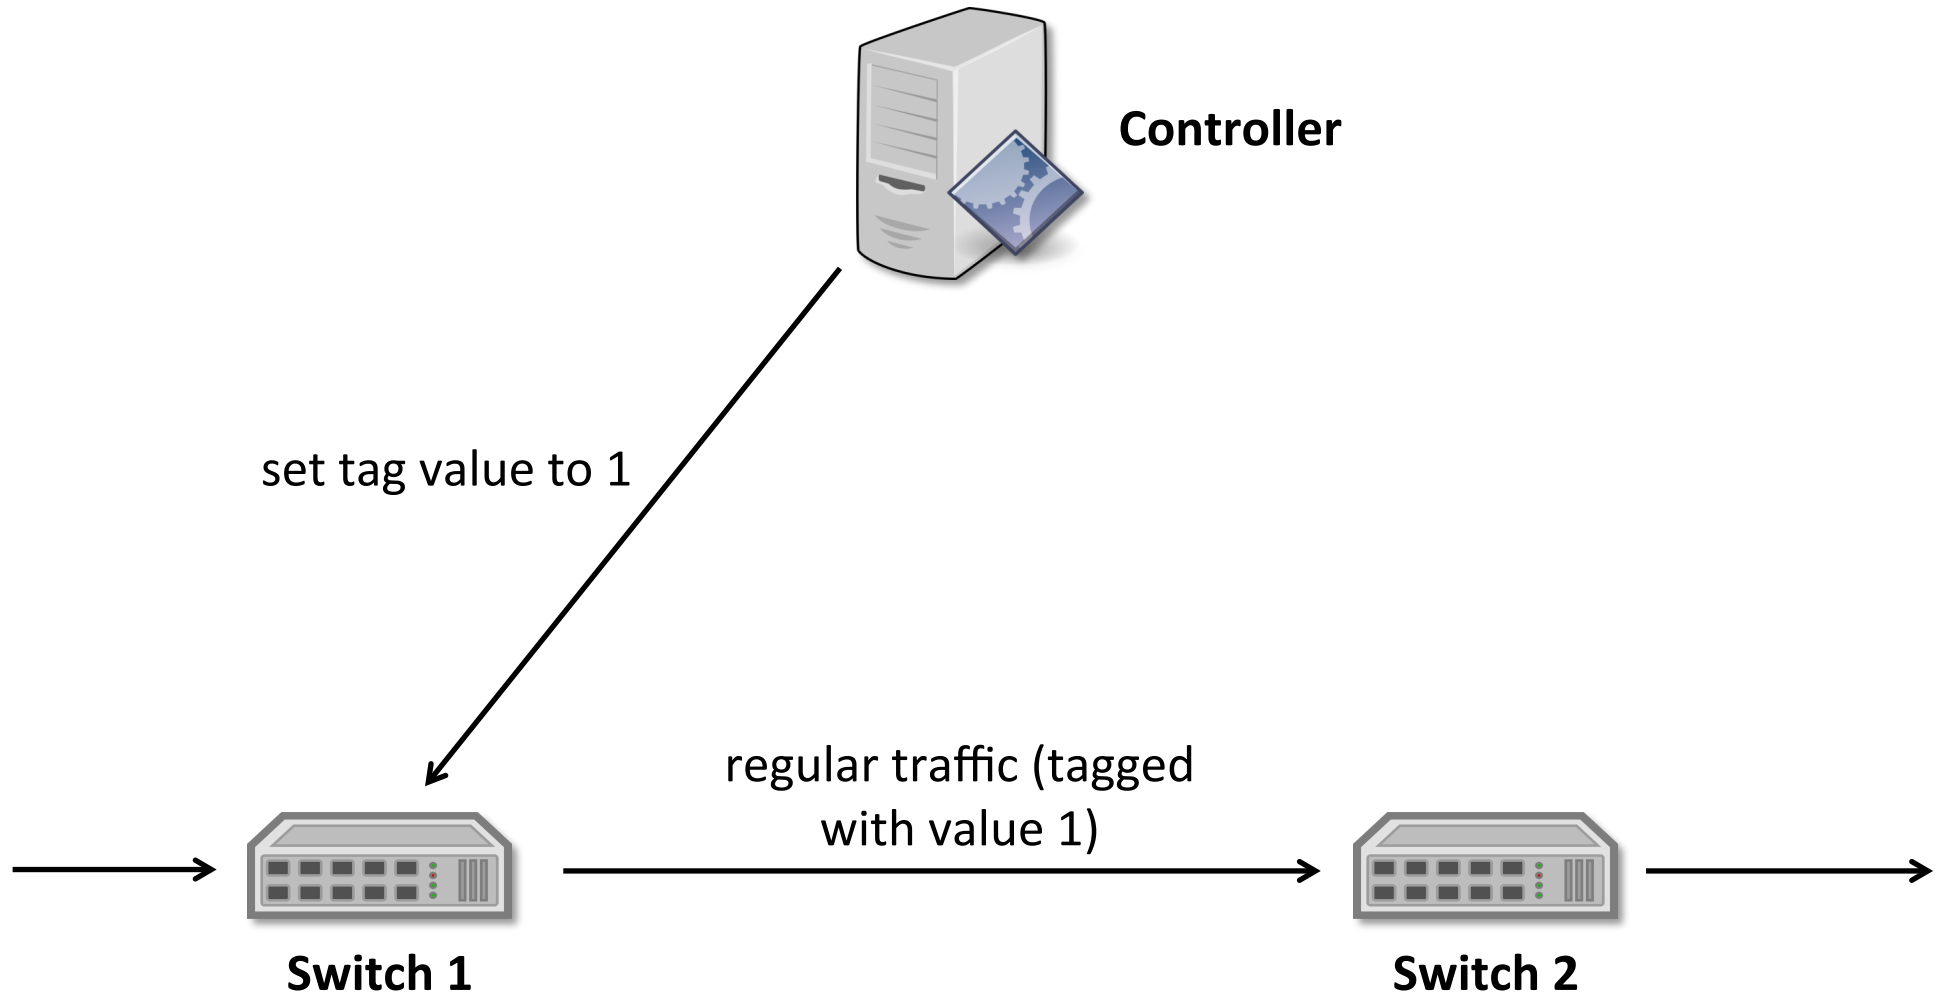 Controller
set tag value to 1
regular traffic (tagged
with value 1)
Switch 1
Switch 2